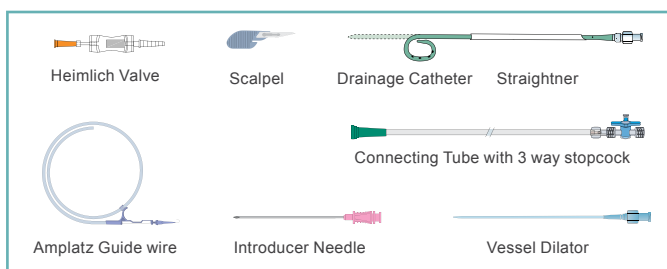 Heimlich Valve
Scalpel
Drainage Catheter
Straightner
Connecting Tube with 3 way stopcock
Amplatz Guide wire
Introducer Needle
Vessel Dilator